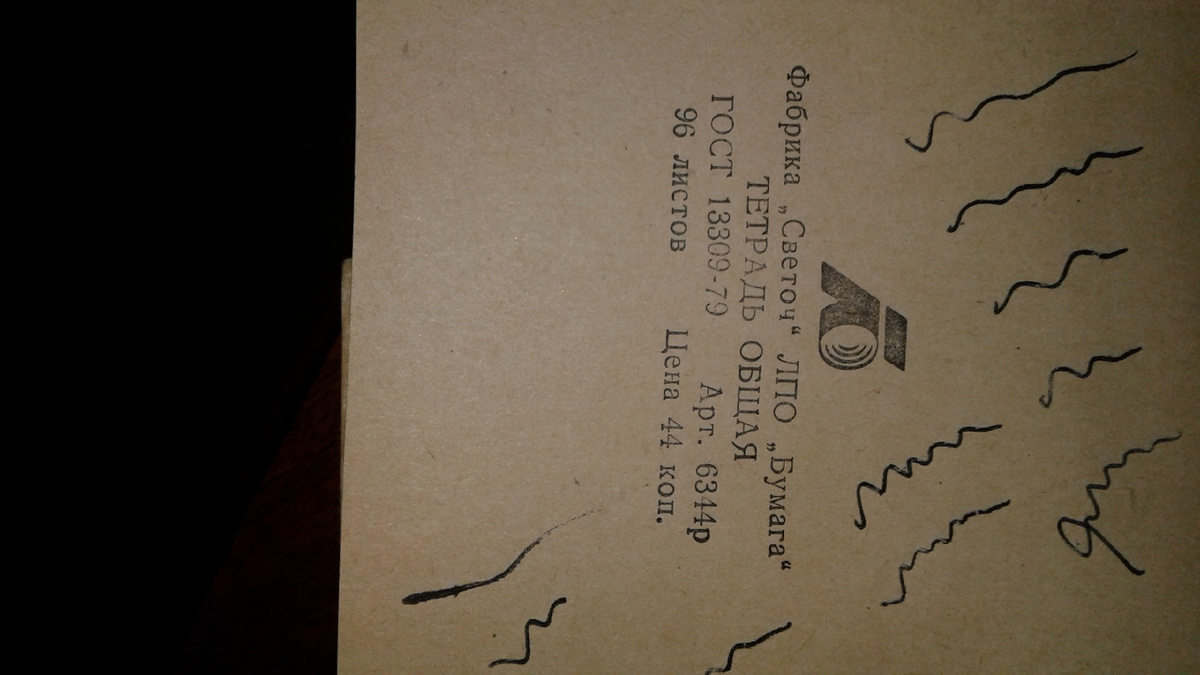 Фабрика „Светоч“ ЛПО „Бумага“
ТЕТРАДЬ ОБЩАЯ
ГОСТ 13309-79 Арт. 6344р
96 листов Цена 44 коп.